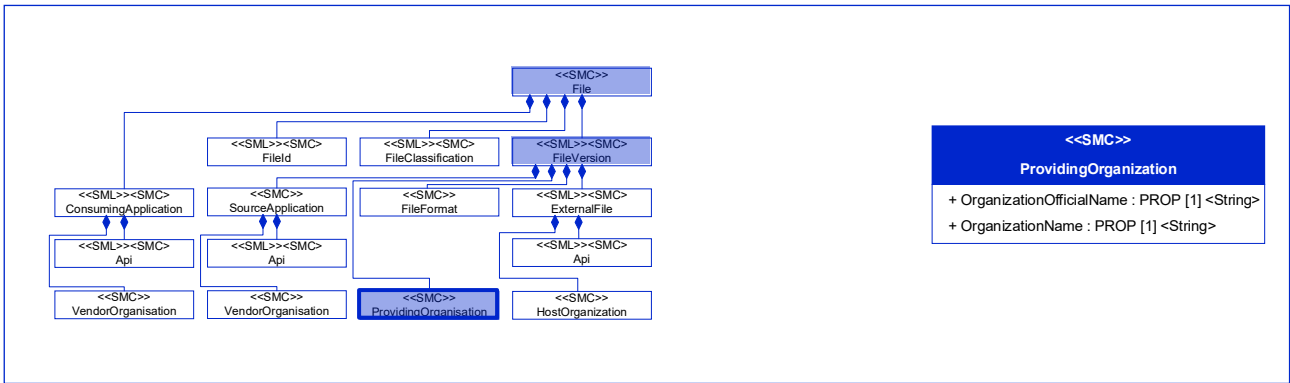 <<SMC>>
File
<<SML>><SMC>
FileId
<<SML>><SMC>
FileClassification
<<SML>><SMC>
FileVersion
<<SML>><SMC>
ConsumingApplication
<<SMC>>
SourceApplication
<<SMC>>
FileFormat
<<SML>><SMC>
ExternalFile
<<SML>><SMC>
Api
<<SML>><SMC>
Api
<<SML>><SMC>
Api
<<SMC>>
VendorOrganisation
<<SMC>>
VendorOrganisation
<<SMC>>
ProvidingOrganisation
<<SMC>>
HostOrganization
<<SMC>>
ProvidingOrganization
+ OrganizationOfficialName : PROP [1] <String>
+ OrganizationName : PROP [1] <String>